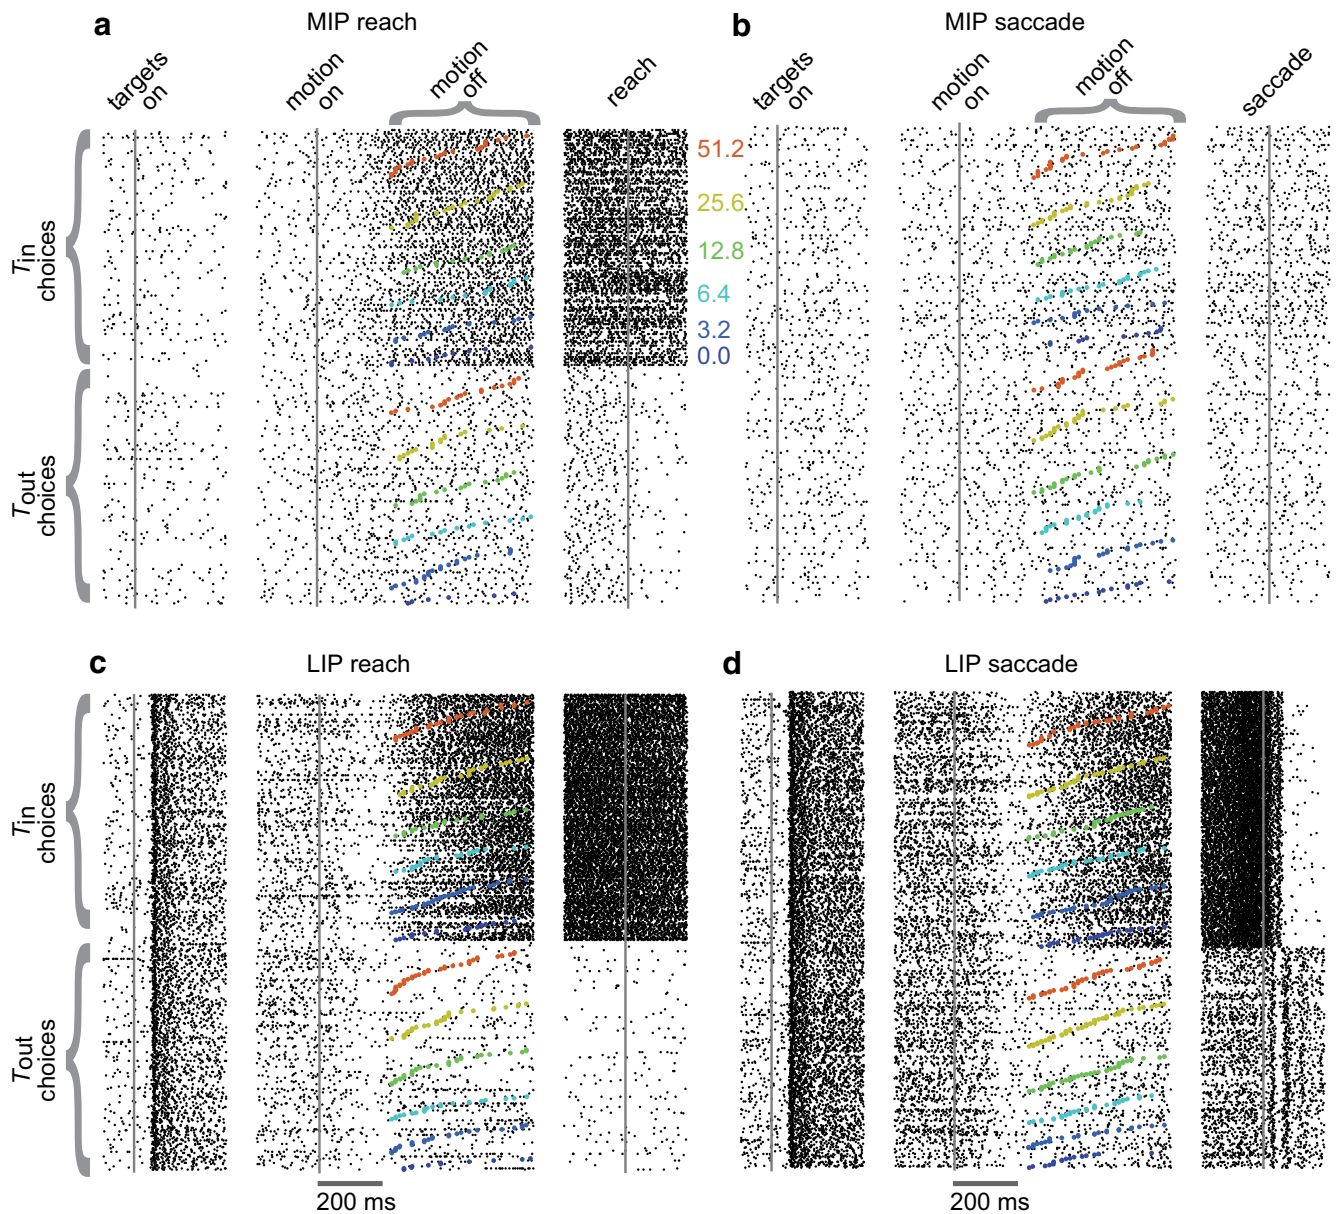 a
MIP reach
targets
on
motion
on
motion
off
reach
b
MIP saccade
targets
on
motion
on
motion
off
saccade
Tin
choices
Tout
choices
51.2
25.6
12.8
6.4
3.2
0.0
c
LIP reach
Tin
choices
Tout
choices
200 ms
d
LIP saccade
200 ms